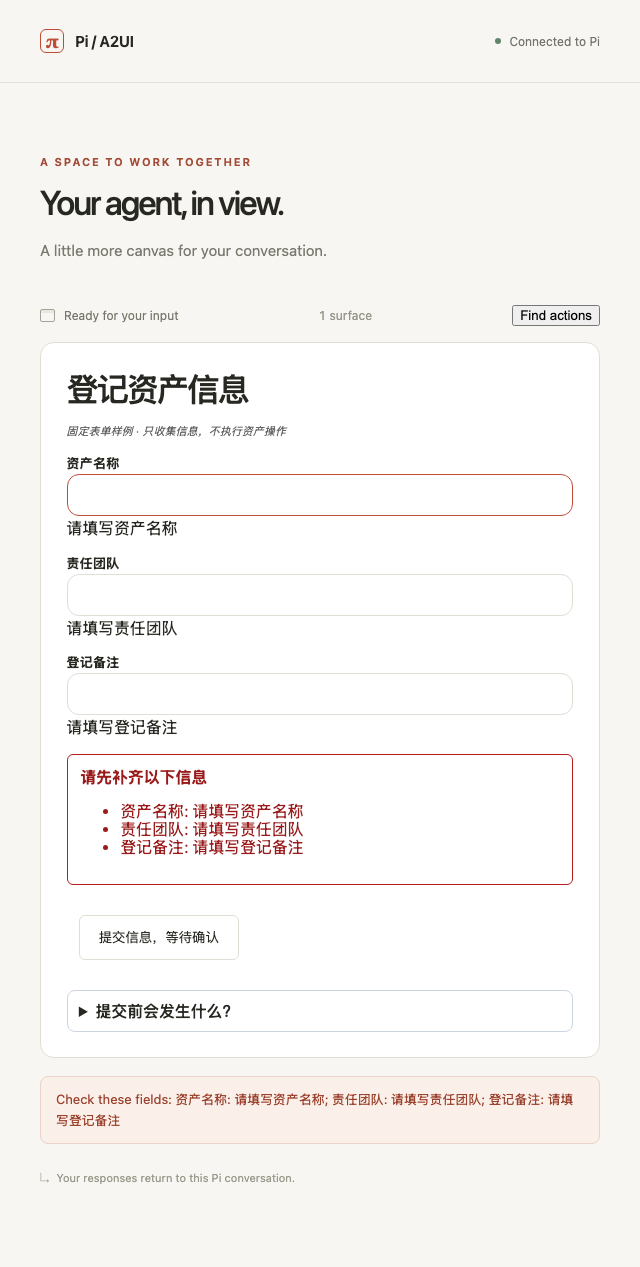 π Pi / A2UI
Connected to Pi
A SPACE TO WORK TOGETHER
Your agent, in view.
A little more canvas for your conversation.
Ready for your input
1 surface
Find actions
登记资产信息
固定表单样例 · 只收集信息，不执行资产操作
资产名称
请填写资产名称
责任团队
请填写责任团队
登记备注
请填写登记备注
请先补齐以下信息
资产名称: 请填写资产名称
责任团队: 请填写责任团队
登记备注: 请填写登记备注
提交信息，等待确认
提交前会发生什么?
Check these fields: 资产名称: 请填写资产名称; 责任团队: 请填写责任团队; 登记备注: 请填
写登记备注
Your responses return to this Pi conversation.